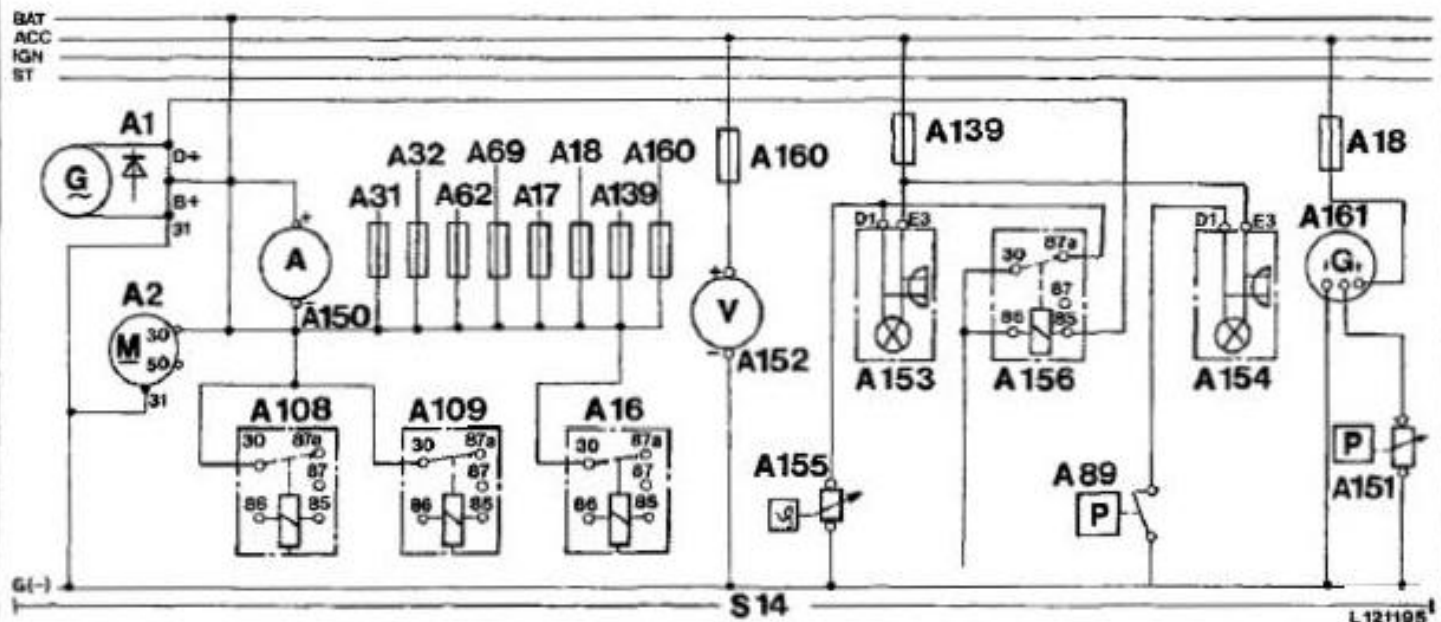 BAT
ACC
IGN
ST
A1
D+
G
B+
31
A32 A69 A18 A160
A31 A62 A17 A139
A160
A139
A18
A
+
A150
A2
M
30
50
31
+
V
-
A152
D1 E3
A153
30 87a
87
86 85
A156
D1 E3
A154
A161
G
A108
30 87a
87
86 85
A109
30 87a
87
86 85
A16
30 87a
87
86 85
A155
A89
P
P
A151
G(-)
S14
L121195